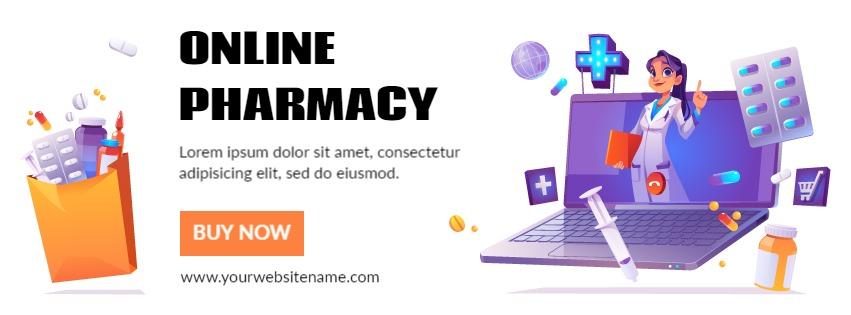 ONLINE
PHARMACY
Lorem ipsum dolor sit amet, consectetur
adipisicing elit, sed do eiusmod.
BUY NOW
www.yourwebsitename.com